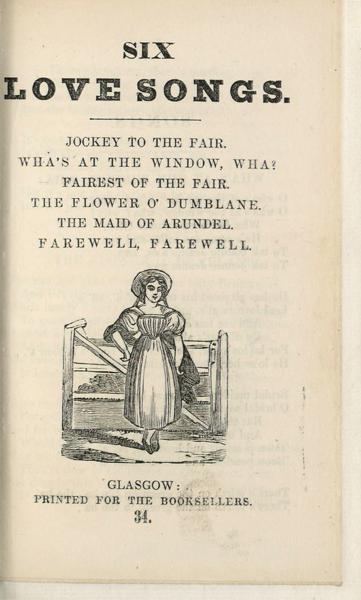 SIX
LOVE SONGS.
JOCKEY TO THE FAIR.
WHA'S AT THE WINDOW, WHA?
FAIREST OF THE FAIR.
THE FLOWER O' DUMBLANE.
THE MAID OF ARUNDEL.
FAREWELL, FAREWELL.
GLASGOW:
PRINTED FOR THE BOOKSELLERS.
34.